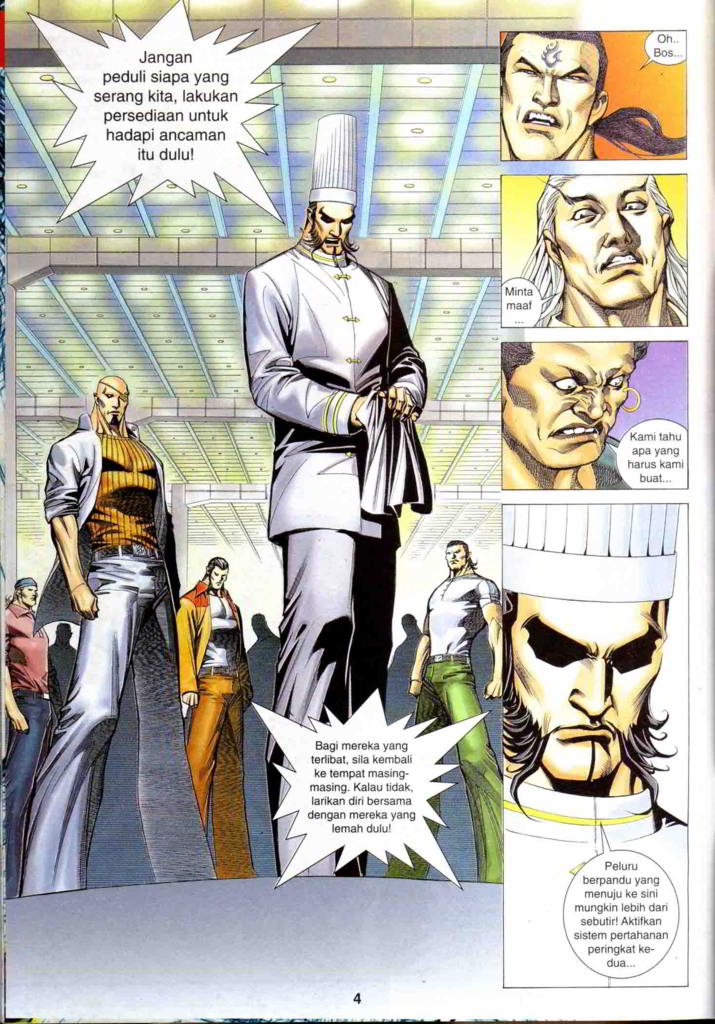 Jangan
peduli siapa yang
serang kita, lakukan
persediaan untuk
hadapi ancaman
itu dulu!
Oh..
Bos...
Minta
maaf
...
Kami tahu
apa yang
harus kami
buat...
Bagi mereka yang
terlibat, sila kembali
ke tempat masing-
masing. Kalau tidak,
larikan diri bersama
dengan mereka yang
lemah dulu!
Peluru
berpandu yang
menuju ke sini
mungkin lebih dari
sebutir! Aktifkan
sistem pertahanan
peringkat ke-
dua...
4